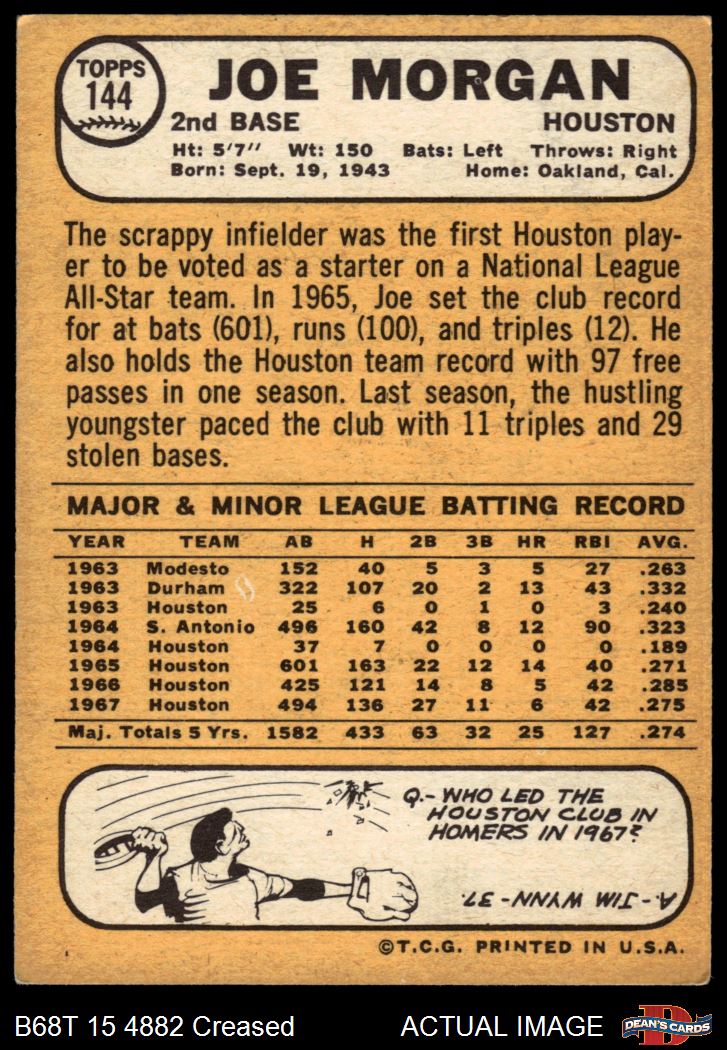 TOPPS
144
JOE MORGAN
2nd BASE HOUSTON
Ht: 5'7" Wt: 150 Bats: Left Throws: Right
Born: Sept. 19, 1943 Home: Oakland, Cal.
The scrappy infielder was the first Houston play-
er to be voted as a starter on a National League
All-Star team. In 1965, Joe set the club record
for at bats (601), runs (100), and triples (12). He
also holds the Houston team record with 97 free
passes in one season. Last season, the hustling
youngster paced the club with 11 triples and 29
stolen bases.
MAJOR & MINOR LEAGUE BATTING RECORD
YEAR TEAM AB H 2B 3B HR RBI AVG.
1963 Modesto 152 40 5 3 5 27 .263
1963 Durham 322 107 20 2 13 43 .332
1963 Houston 25 6 0 1 0 3 .240
1964 S. Antonio 496 160 42 8 12 90 .323
1964 Houston 37 7 0 0 0 0 .189
1965 Houston 601 163 22 12 14 40 .271
1966 Houston 425 121 14 8 5 42 .285
1967 Houston 494 136 27 11 6 42 .275
Maj. Totals 5 Yrs. 1582 433 63 32 25 127 .274
Q.- WHO LED THE
HOUSTON CLUB IN
HOMERS IN 1967?
A - JIM WYNN - 37.
©T.C.G. PRINTED IN U.S.A.
B68T 15 4882 Creased ACTUAL IMAGE
D
DEAN'S CARDS